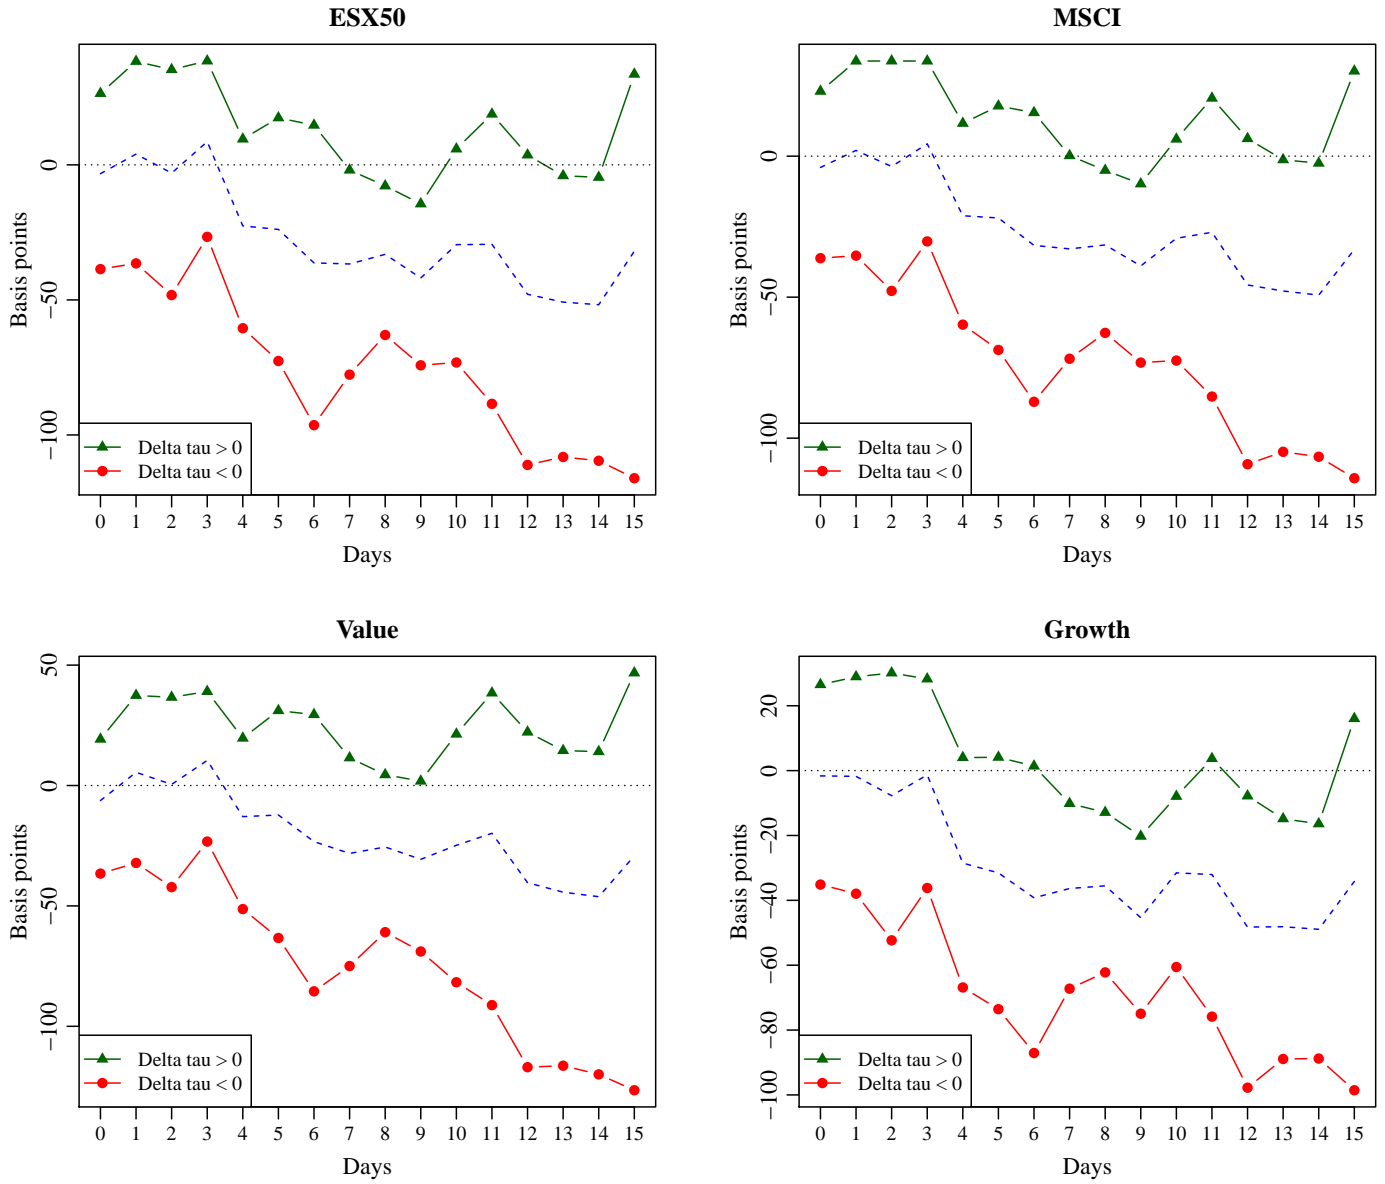 ESX50
Basis points
0
−50
−100
Delta tau > 0
Delta tau < 0
0 1 2 3 4 5 6 7 8 9 10 11 12 13 14 15
Days
MSCI
Basis points
0
−50
−100
Delta tau > 0
Delta tau < 0
0 1 2 3 4 5 6 7 8 9 10 11 12 13 14 15
Days
Value
Basis points
50
0
−50
−100
Delta tau > 0
Delta tau < 0
0 1 2 3 4 5 6 7 8 9 10 11 12 13 14 15
Days
Growth
Basis points
20
0
−20
−40
−60
−80
−100
Delta tau > 0
Delta tau < 0
0 1 2 3 4 5 6 7 8 9 10 11 12 13 14 15
Days